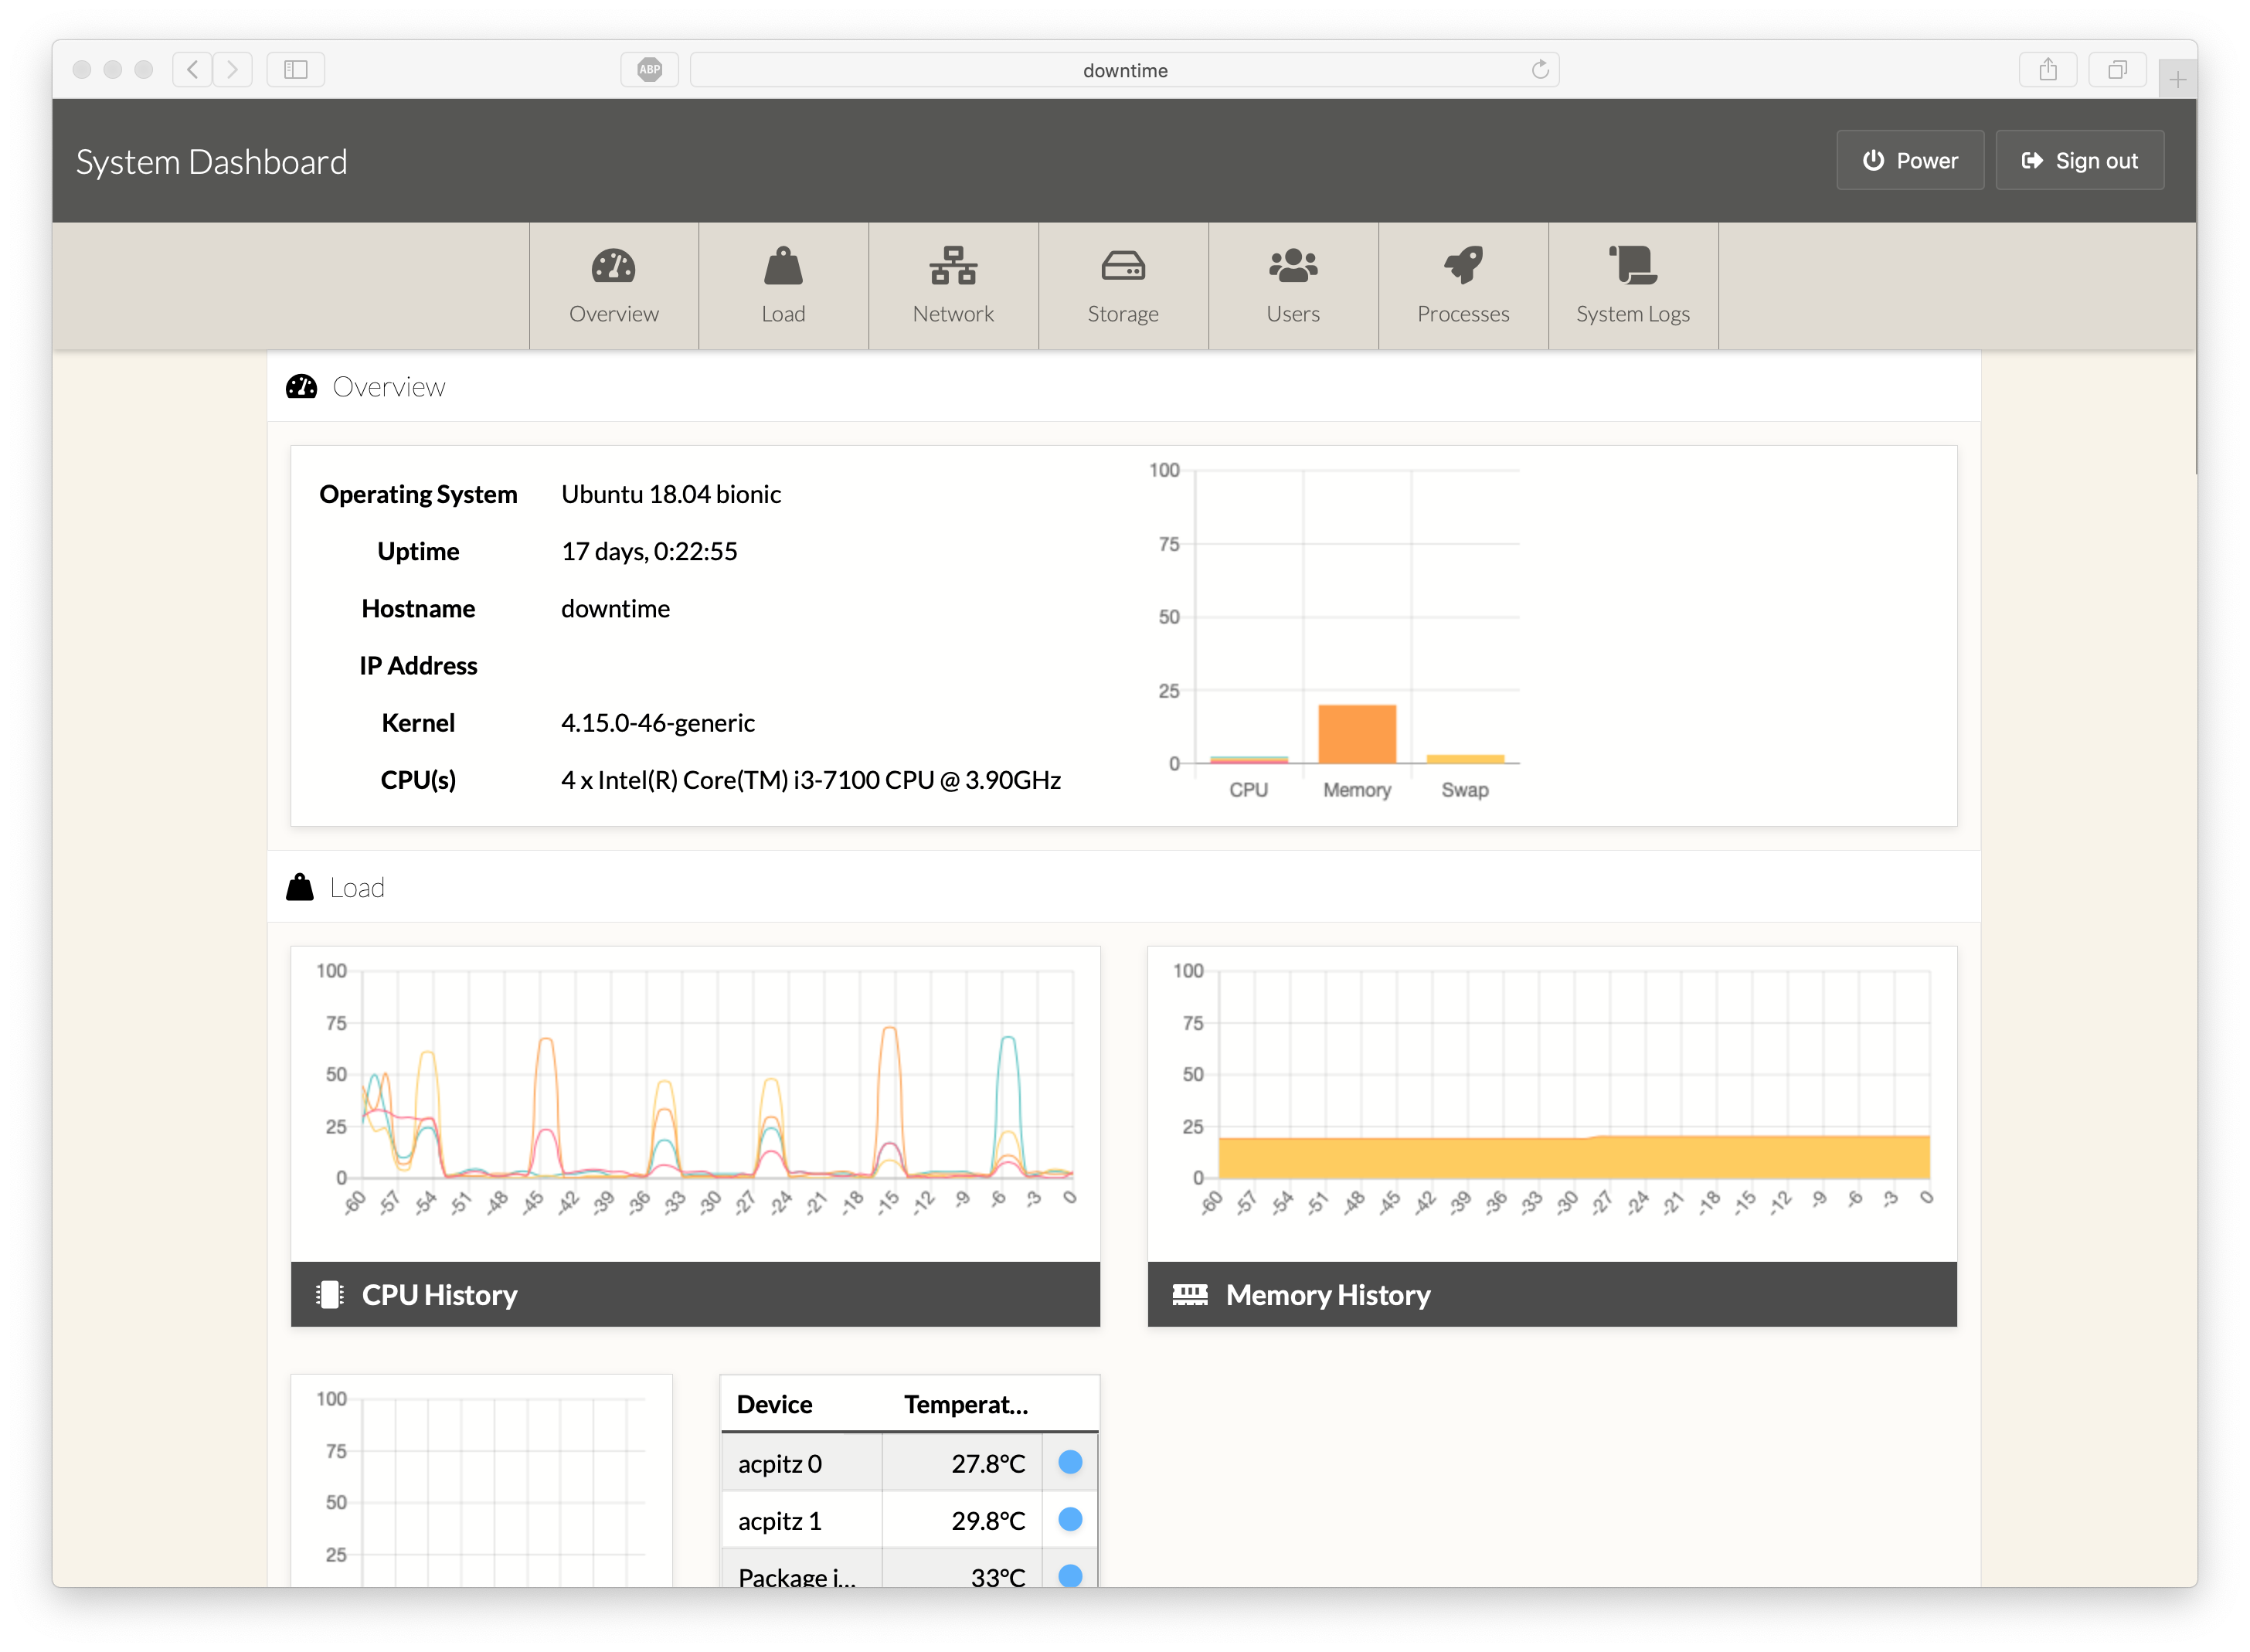 ABP
downtime
System Dashboard
Power
Sign out
Overview
Load
Network
Storage
Users
Processes
System Logs
Overview
Operating System Ubuntu 18.04 bionic
Uptime 17 days, 0:22:55
Hostname downtime
IP Address
Kernel 4.15.0-46-generic
CPU(s) 4 x Intel(R) Core(TM) i3-7100 CPU @ 3.90GHz
100
75
50
25
0
CPU Memory Swap
Load
100
75
50
25
0
-60 -57 -54 -51 -48 -45 -42 -39 -36 -33 -30 -27 -24 -21 -18 -15 -12 -9 -6 -3 0
CPU History
100
75
50
25
0
-60 -57 -54 -51 -48 -45 -42 -39 -36 -33 -30 -27 -24 -21 -18 -15 -12 -9 -6 -3 0
Memory History
100
75
50
25
Device Temperat...
acpitz 0 27.8°C
acpitz 1 29.8°C
Package i... 33°C